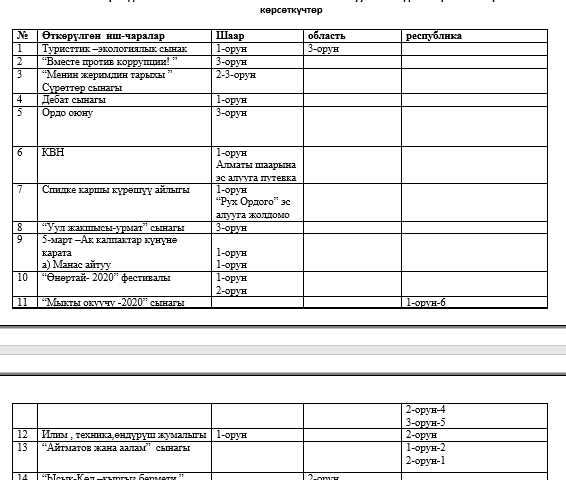 көрсөткүчтөр
№ Өткөрүлгөн иш-чаралар Шаар область республика
1 Туристтик –экологиялык сынак 1-орун 3-орун
2 “Вместе против коррупции! ” 3-орун
3 “Менин жеримдин тарыхы ” 2-3-орун
Сүрөттөр сынагы
4 Дебат сынагы 1-орун
5 Ордо оюну 3-орун
6 КВН 1-орун
Алматы шаарына
эс алууга путевка
7 Спидке каршы күрөшүү айлыгы 1-орун
“Рух Ордого” эс
алууга жолдомо
8 “Уул жакшысы-урмат” сынагы 3-орун
9 5-март –Ак калпактар күнүнө
карата 1-орун
а) Манас айтуу 1-орун
10 “Өнөртай- 2020” фестивалы 1-орун
2-орун
11 “Мыкты окуучу -2020” сынагы 1-орун-6
2-орун-4
3-орун-5
12 Илим , техника,өндүрүш жумалыгы 1-орун 2-орун
13 “Айтматов жана аалам” сынагы 1-орун-2
2-орун-1
14 “Ысык-Көл –кыргыз бермети ” 2-орун